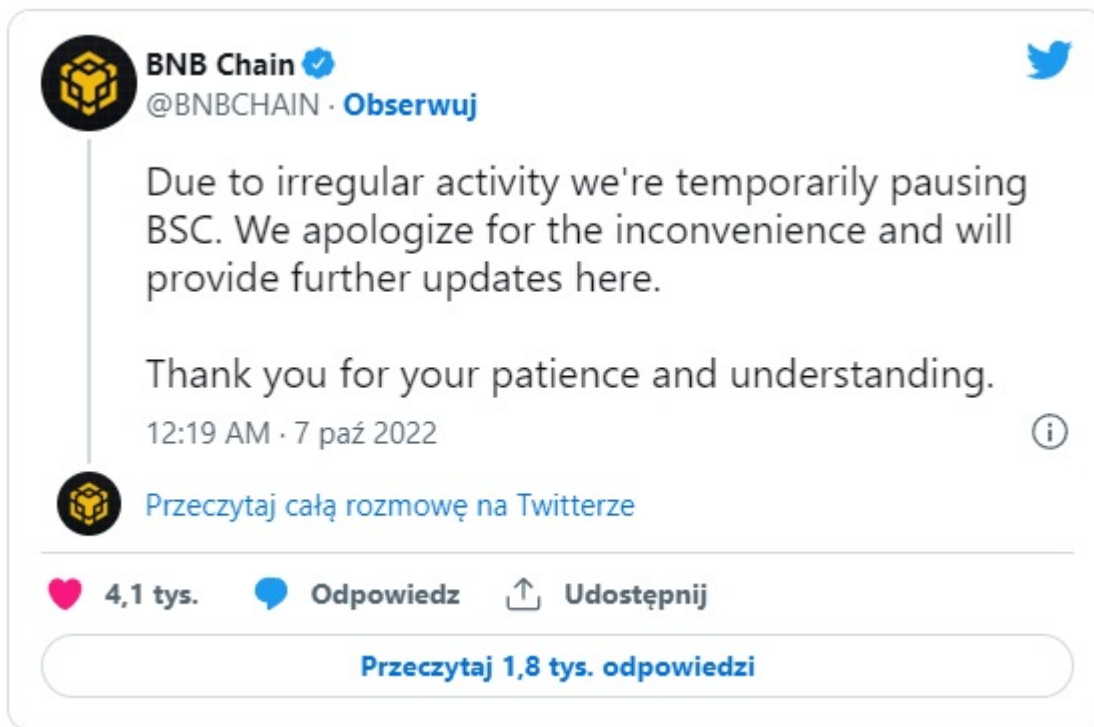 BNB Chain
@BNBCHAIN · Obserwuj
Due to irregular activity we're temporarily pausing
BSC. We apologize for the inconvenience and will
provide further updates here.
Thank you for your patience and understanding.
12:19 AM · 7 paź 2022
Przeczytaj całą rozmowę na Twitterze
4,1 tys. Odpowiedz Udostępnij
Przeczytaj 1,8 tys. odpowiedzi